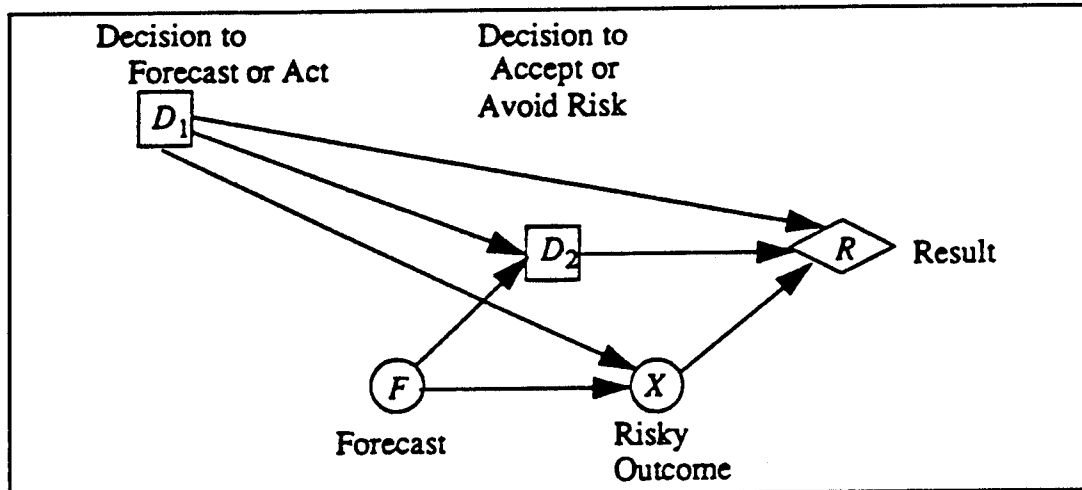 Decision to
Forecast or Act
D1
Decision to
Accept or
Avoid Risk
D2
R
Result
F
Forecast
X
Risky
Outcome